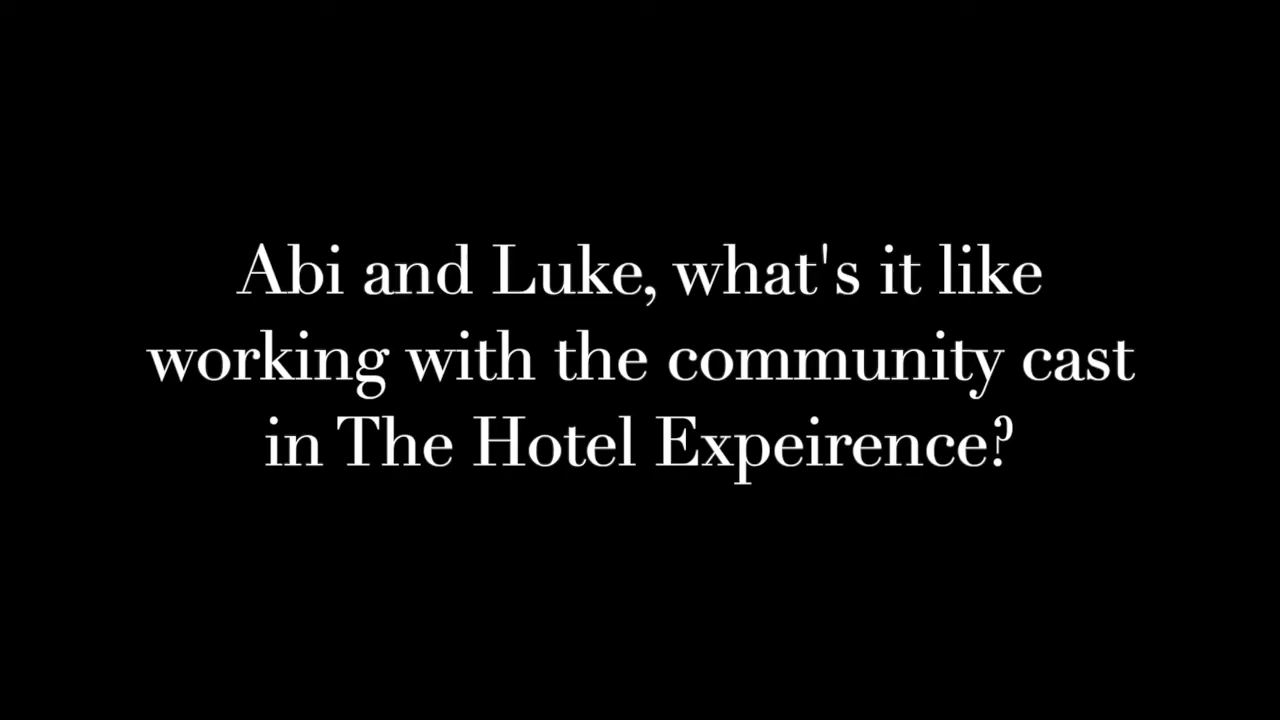 Abi and Luke, what's it like
working with the community cast
in The Hotel Expeirence?